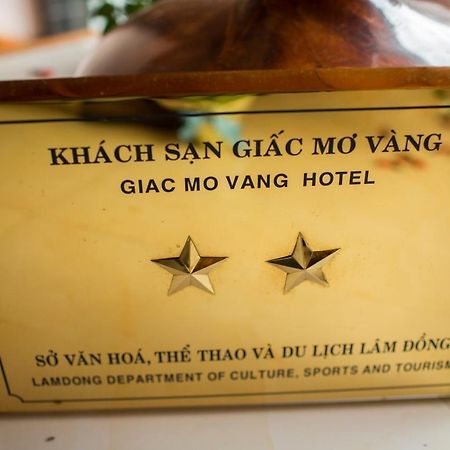 KHÁCH SẠN GIẤC MƠ VÀNG
GIAC MO VANG HOTEL
SỞ VĂN HOÁ, THỂ THAO VÀ DU LỊCH LÂM ĐỒNG
LAMDONG DEPARTMENT OF CULTURE, SPORTS AND TOURISM